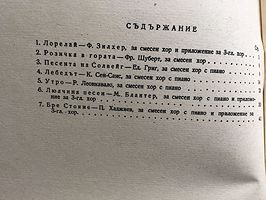 СЪДЪРЖАНИЕ
1. Лорелай — Ф. Зилхер, за смесен хор и приложение за 3-гл. хор.
2. Розичка в гората — Фр. Шуберт, за смесен хор
3. Песента на Солвейг — Ед. Григ, за смесен хор с пиано
4. Лебедът — К. Сен-Санс, за смесен хор с пиано
5. Утро — Р. Леонкавало, за смесен хор с пиано
6. Люлчина песен — М. Блантер, за смесен хор с пиано и приложе-
ние за 3-гл. хор
7. Бре Стояне — П. Хаджиев, за смесен хор с пиано и приложение за
3-гл. хор.